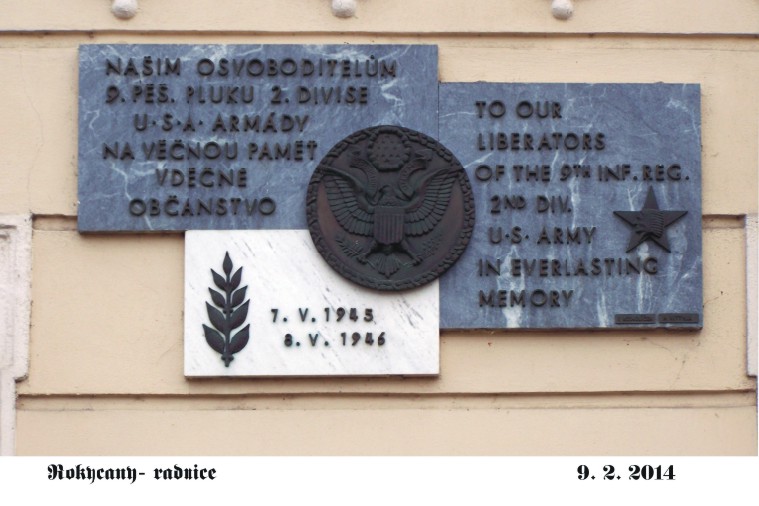 NAŠIM OSVOBODITELŮM
9. PĚŠ. PLUKU 2. DIVISE
U·S·A· ARMÁDY
NA VĚČNOU PAMĚŤ
VDĚČNÉ
OBČANSTVO
TO OUR
LIBERATORS
OF THE 9TH INF. REG.
2ND DIV.
U·S· ARMY
IN EVERLASTING
MEMORY
7. V. 1945
8. V. 1946
Rokycany- radnice
9. 2. 2014